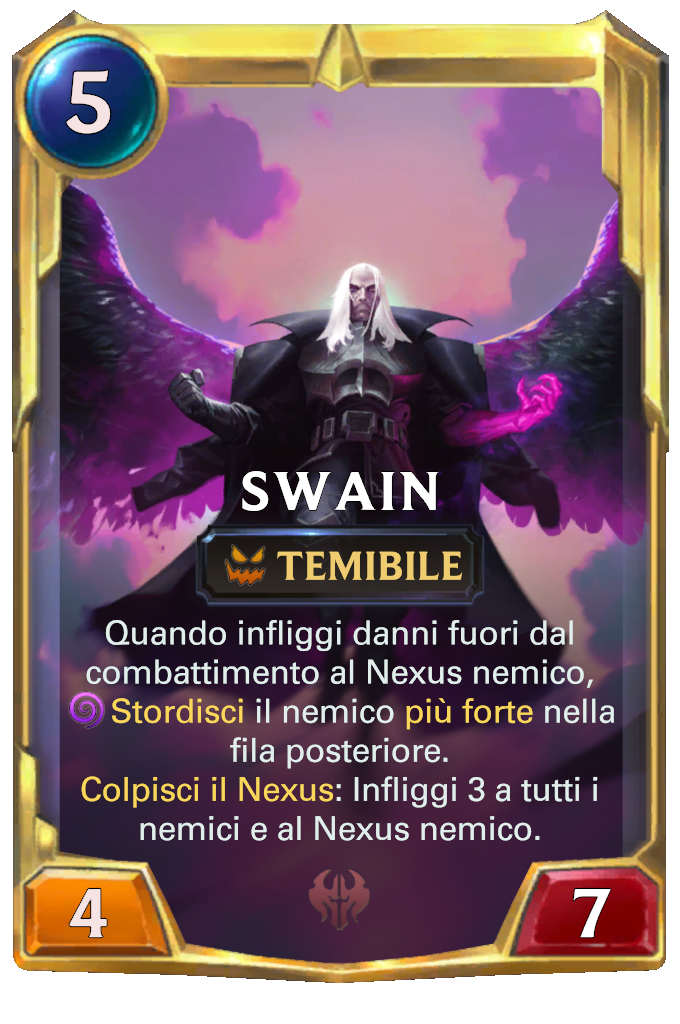 5
SWAIN
TEMIBILE
Quando infliggi danni fuori dal
combattimento al Nexus nemico,
Stordisci il nemico più forte nella
fila posteriore.
Colpisci il Nexus: Infliggi 3 a tutti i
nemici e al Nexus nemico.
4
7